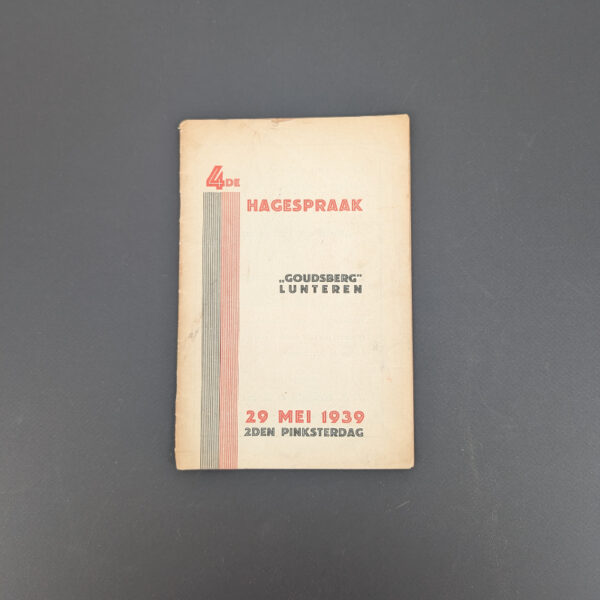 4DE
HAGESPRAAK
„GOUDSBERG”
LUNTEREN
29 MEI 1939
2DEN PINKSTERDAG